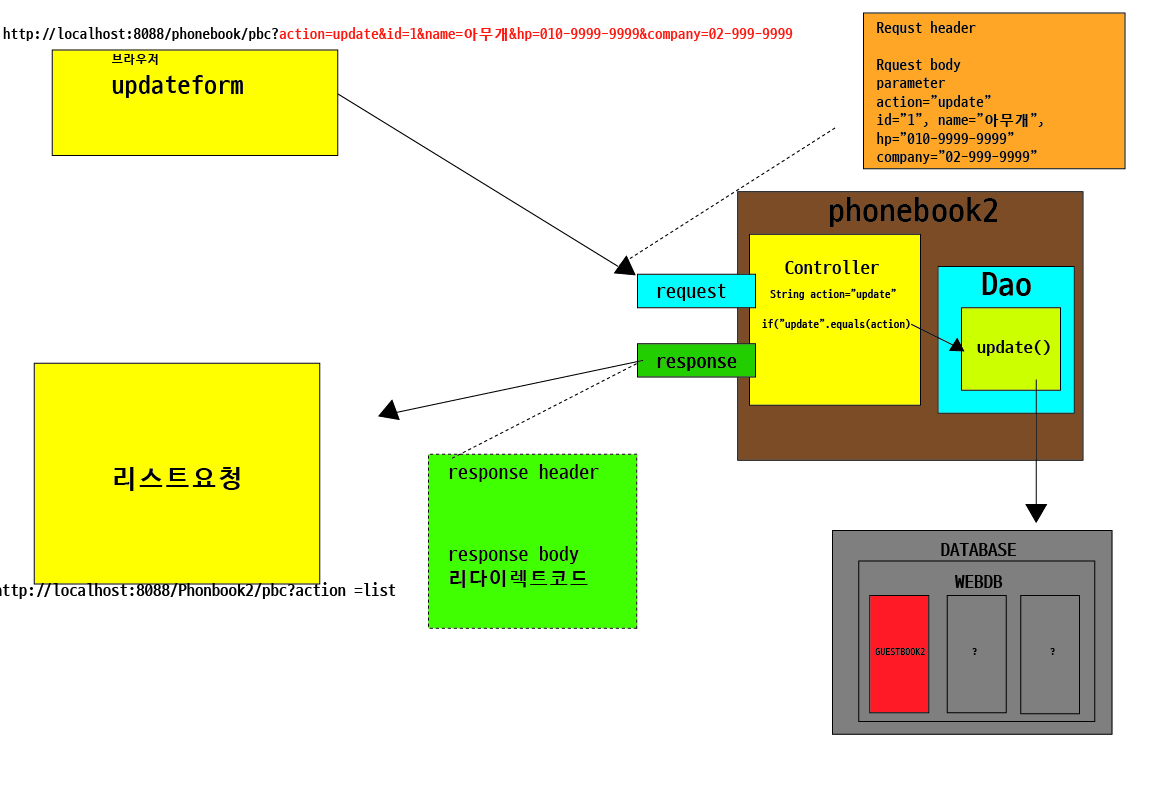 http://localhost:8088/phonebook/pbc?action=update&id=1&name=아무개&hp=010-9999-9999&company=02-999-9999
브라우저
updateform
Requst header
Rquest body
parameter
action=”update”
id=”1”, name=”아무개”,
hp=”010-9999-9999”
company=”02-999-9999”
phonebook2
Controller
String action=”update”
if(”update”.equals(action)
Dao
update()
request
response
리스트요청
http://localhost:8088/Phonbook2/pbc?action =list
response header
response body
리다이렉트코드
DATABASE
WEBDB
GUESTBOOK2
?
?